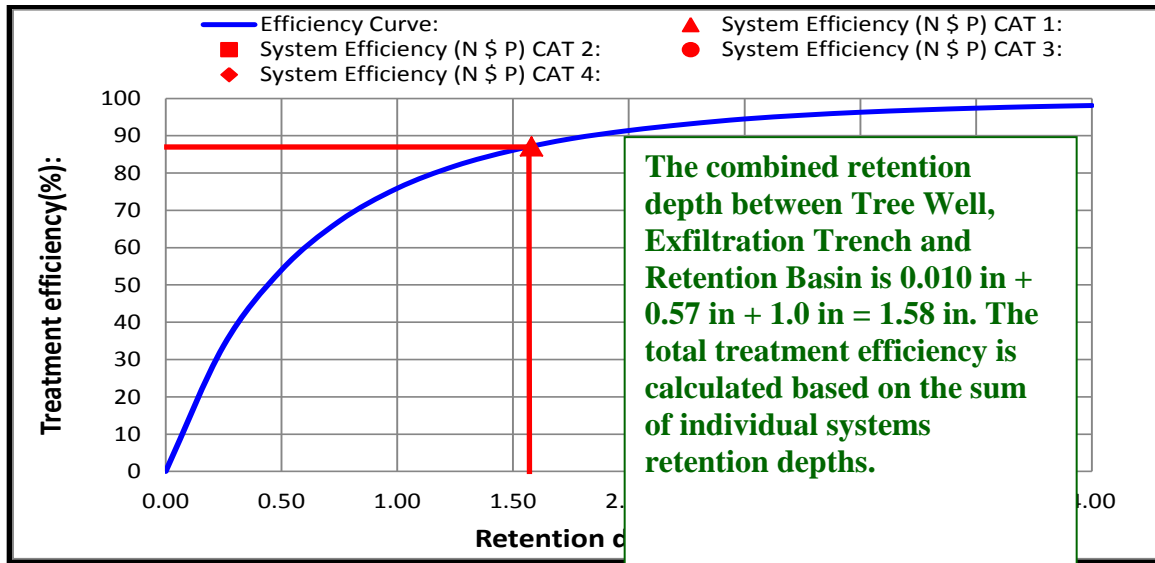 Efficiency Curve: System Efficiency (N $ P) CAT 1:
System Efficiency (N $ P) CAT 2: System Efficiency (N $ P) CAT 3:
System Efficiency (N $ P) CAT 4:
Treatment efficiency(%):
100
90
80
70
60
50
40
30
20
10
0
The combined retention
depth between Tree Well,
Exfiltration Trench and
Retention Basin is 0.010 in +
0.57 in + 1.0 in = 1.58 in. The
total treatment efficiency is
calculated based on the sum
of individual systems
retention depths.
0.00 0.50 1.00 1.50 2. 4.00
Retention d